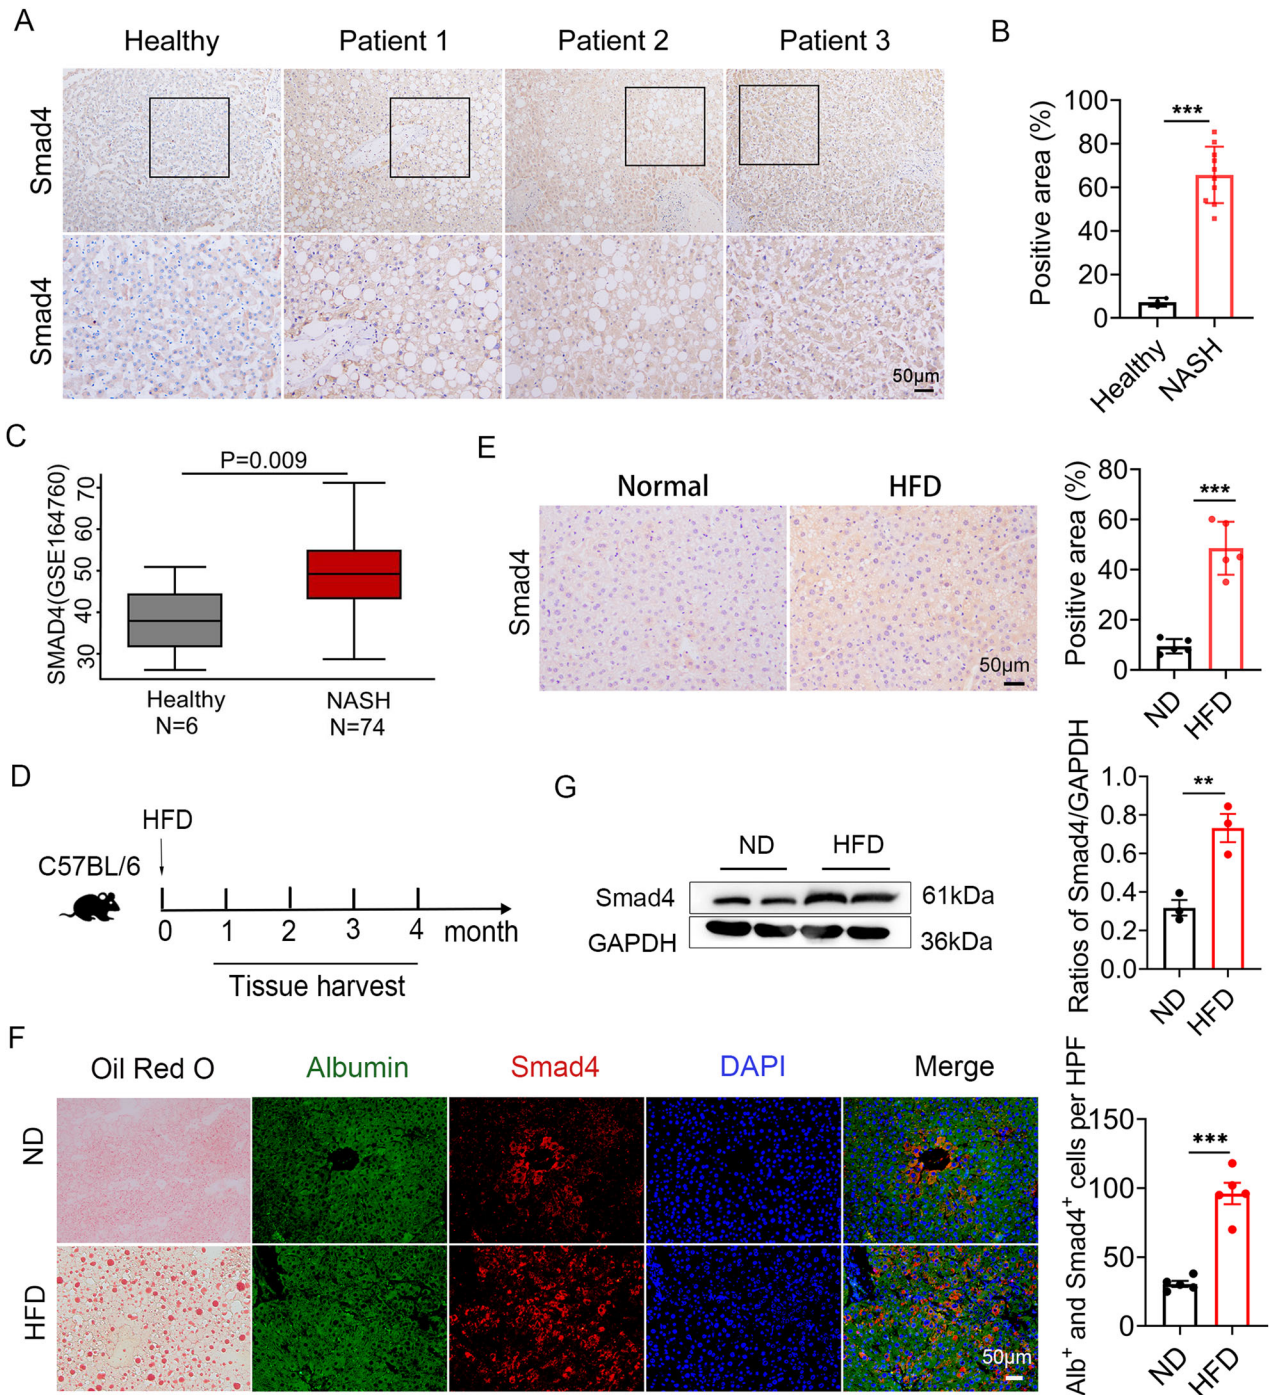 A
Healthy
Patient 1
Patient 2
Patient 3
Smad4
Smad4
50μm
B
Positive area (%)
100
80
60
40
20
0
***
Healthy
NASH
C
SMAD4(GSE164760)
70
60
50
40
30
P=0.009
Healthy
N=6
NASH
N=74
E
Normal
HFD
Smad4
50μm
Positive area (%)
80
60
40
20
0
***
ND
HFD
D
HFD
C57BL/6
0 1 2 3 4 month
Tissue harvest
G
ND HFD
Smad4 61kDa
GAPDH 36kDa
Ratios of Smad4/GAPDH
1.0
0.8
0.6
0.4
0.2
0.0
**
ND
HFD
F
Oil Red O
Albumin
Smad4
DAPI
Merge
ND
HFD
50μm
Alb⁺ and Smad4⁺ cells per HPF
150
100
50
0
***
ND
HFD